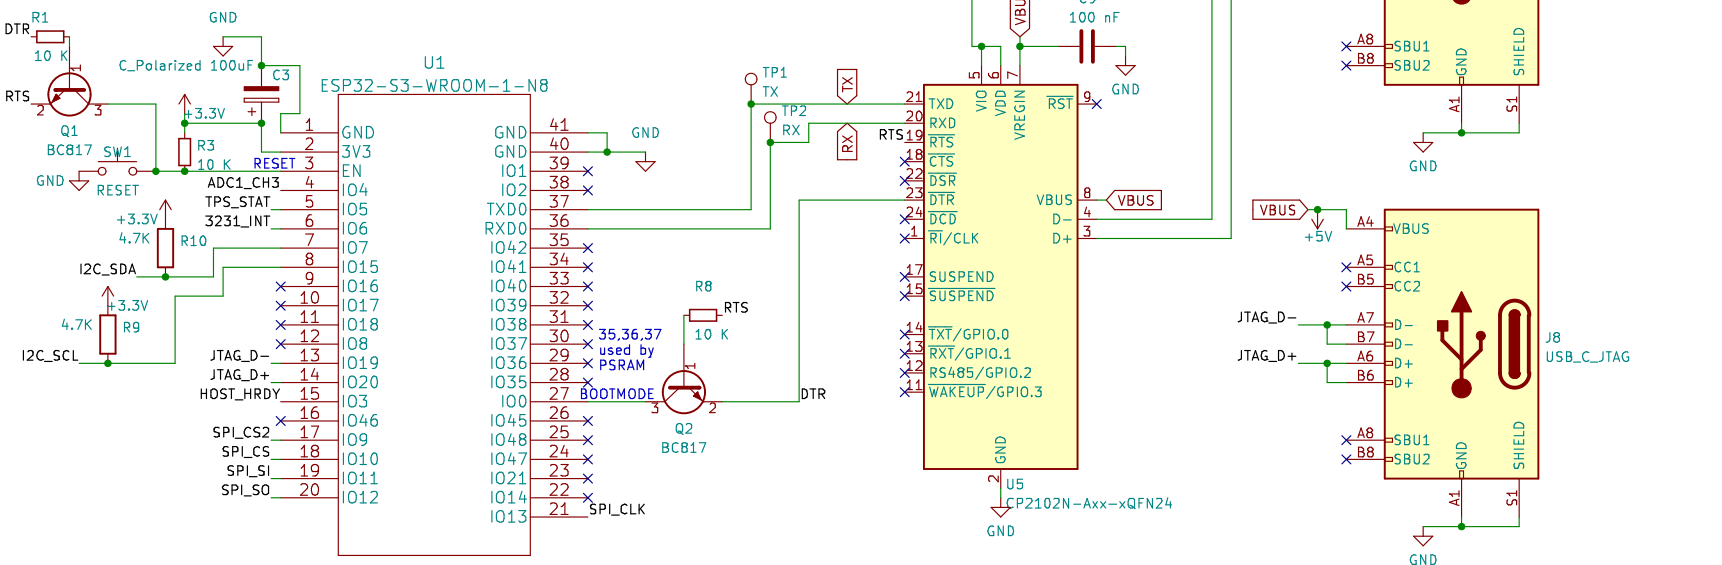 R1
DTR
10 K
1
RTS
2
3
Q1
BC817
SW1
GND
RESET
GND
C_Polarized 100uF
C3
+
+3.3V
R3
10 K
RESET
ADC1_CH3
TPS_STAT
3231_INT
+3.3V
4.7K
R10
I2C_SDA
+3.3V
4.7K
R9
I2C_SCL
JTAG_D-
JTAG_D+
HOST_HRDY
SPI_CS2
SPI_CS
SPI_SI
SPI_SO
U1
ESP32-S3-WROOM-1-N8
1 GND
2 3V3
3 EN
4 IO4
5 IO5
6 IO6
7 IO7
8 IO15
9 IO16
10 IO17
11 IO18
12 IO8
13 IO19
14 IO20
15 IO3
16 IO46
17 IO9
18 IO10
19 IO11
20 IO12
GND 41
GND 40
IO1 39
IO2 38
TXD0 37
RXD0 36
IO42 35
IO41 34
IO40 33
IO39 32
IO38 31
IO37 30
IO36 29
IO35 28
IO0 27
IO45 26
IO48 25
IO47 24
IO21 23
IO14 22
IO13 21
GND
35,36,37
used by
PSRAM
BOOTMODE
SPI_CLK
R8
RTS
10 K
1
3
2
Q2
BC817
DTR
TP1
TX
TP2
RX
TX
RX
RTS
21 TXD
20 RXD
19 RTS
18 CTS
22 DSR
23 DTR
24 DCD
1 RI/CLK
17 SUSPEND
15 SUSPEND
14 TXT/GPIO.0
13 RXT/GPIO.1
12 RS485/GPIO.2
11 WAKEUP/GPIO.3
5 VIO
6 VDD
7 VREGIN
RST 9
VBUS 8
D- 4
D+ 3
GND
2
U5
CP2102N-Axx-xQFN24
GND
100 nF
GND
VBUS
A8 SBU1
B8 SBU2
GND
SHIELD
A1
S1
GND
VBUS
+5V
A4 VBUS
A5 CC1
B5 CC2
JTAG_D-
A7 D-
B7 D-
JTAG_D+
A6 D+
B6 D+
A8 SBU1
B8 SBU2
GND
SHIELD
A1
S1
GND
J8
USB_C_JTAG